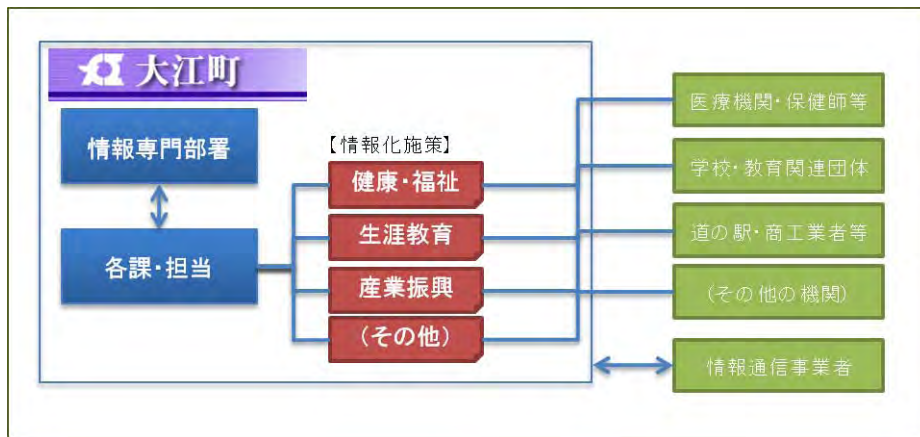 大江町
情報専門部署
各課・担当
【情報化施策】
健康・福祉
生涯教育
産業振興
(その他)
医療機関・保健師等
学校・教育関連団体
道の駅・商工業者等
(その他の機関)
情報通信事業者